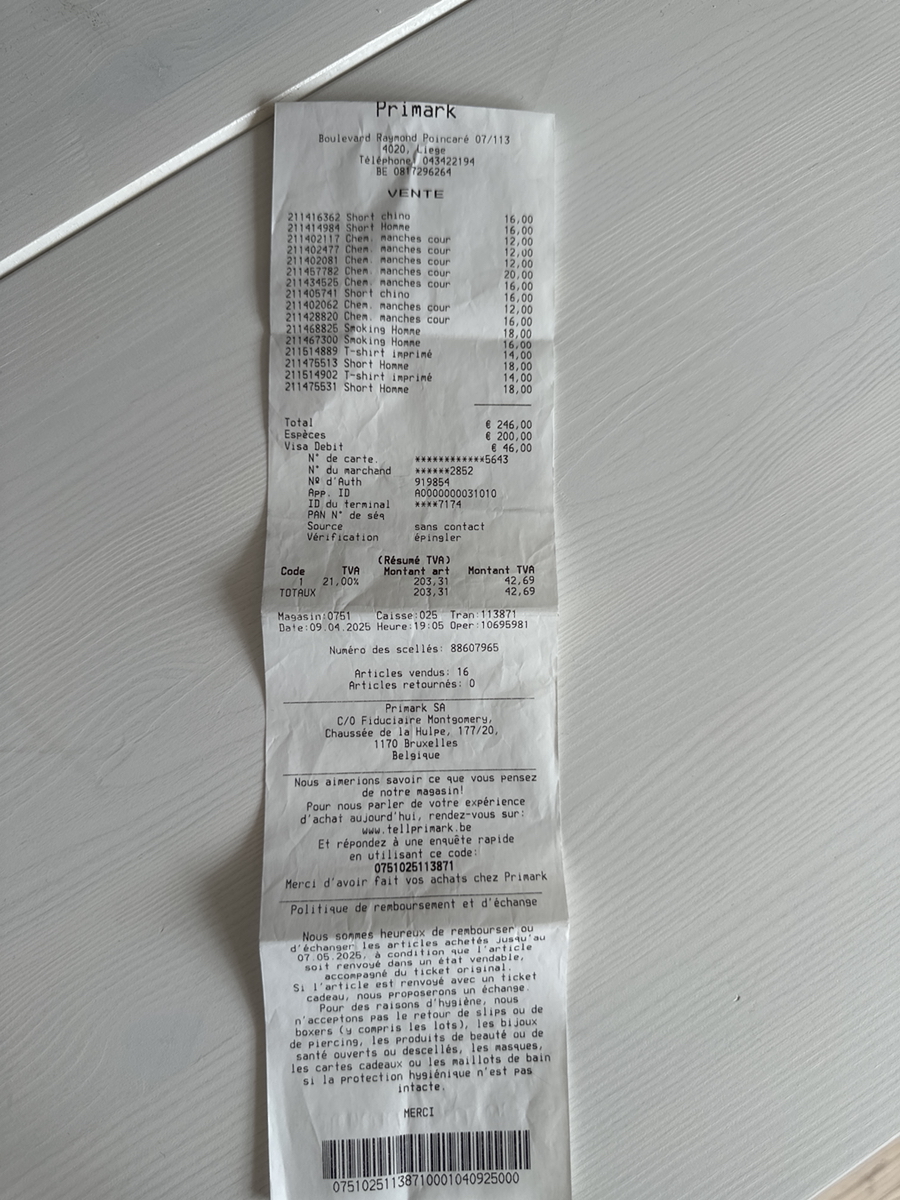 Primark
Boulevard Raymond Poincaré 07/113
4020, Liege
Téléphone 043422194
BE 0817296264
VENTE
211416362 Short chino 16,00
211414984 Short Homme 16,00
211402117 Chem. manches cour 12,00
211402477 Chem. manches cour 12,00
211402081 Chem. manches cour 12,00
211457782 Chem. manches cour 20,00
211434525 Chem. manches cour 16,00
211405741 Short chino 16,00
211402062 Chem. manches cour 12,00
211428820 Chem. manches cour 16,00
211468825 Smoking Homme 18,00
211467300 Smoking Homme 16,00
211514889 T-shirt imprimé 14,00
211475513 Short Homme 18,00
211514902 T-shirt imprimé 14,00
211475531 Short Homme 18,00
Total € 246,00
Espèces € 200,00
Visa Debit € 46,00
N° de carte. ************5643
N° du marchand ******2852
Nº d'Auth 919854
App. ID A0000000031010
ID du terminal ****7174
PAN N° de séq
Source sans contact
Vérification épingler
(Résumé TVA)
Code TVA Montant art Montant TVA
1 21,00% 203,31 42,69
TOTAUX 203,31 42,69
Magasin:0751 Caisse:025 Tran:113871
Date:09.04.2025 Heure:19:05 Oper:10695981
Numéro des scellés: 88607965
Articles vendus: 16
Articles retournés: 0
Primark SA
C/O Fiduciaire Montgomery,
Chaussée de la Hulpe, 177/20,
1170 Bruxelles
Belgique
Nous aimerions savoir ce que vous pensez
de notre magasin!
Pour nous parler de votre expérience
d'achat aujourd'hui, rendez-vous sur:
www.tellprimark.be
Et répondez à une enquête rapide
en utilisant ce code:
0751025113871
Merci d'avoir fait vos achats chez Primark
Politique de remboursement et d'échange
Nous sommes heureux de rembourser ou
d'échanger les articles achetés jusqu'au
07.05.2025, à condition que l'article
soit renvoyé dans un état vendable,
accompagné du ticket original.
Si l'article est renvoyé avec un ticket
cadeau, nous proposerons un échange.
Pour des raisons d'hygiène, nous
n'acceptons pas le retour de slips ou de
boxers (y compris les lots), les bijoux
de piercing, les produits de beauté ou de
santé ouverts ou descellés, les masques,
les cartes cadeaux ou les maillots de bain
si la protection hygiénique n'est pas
intacte.
MERCI
07510251138710001040925000